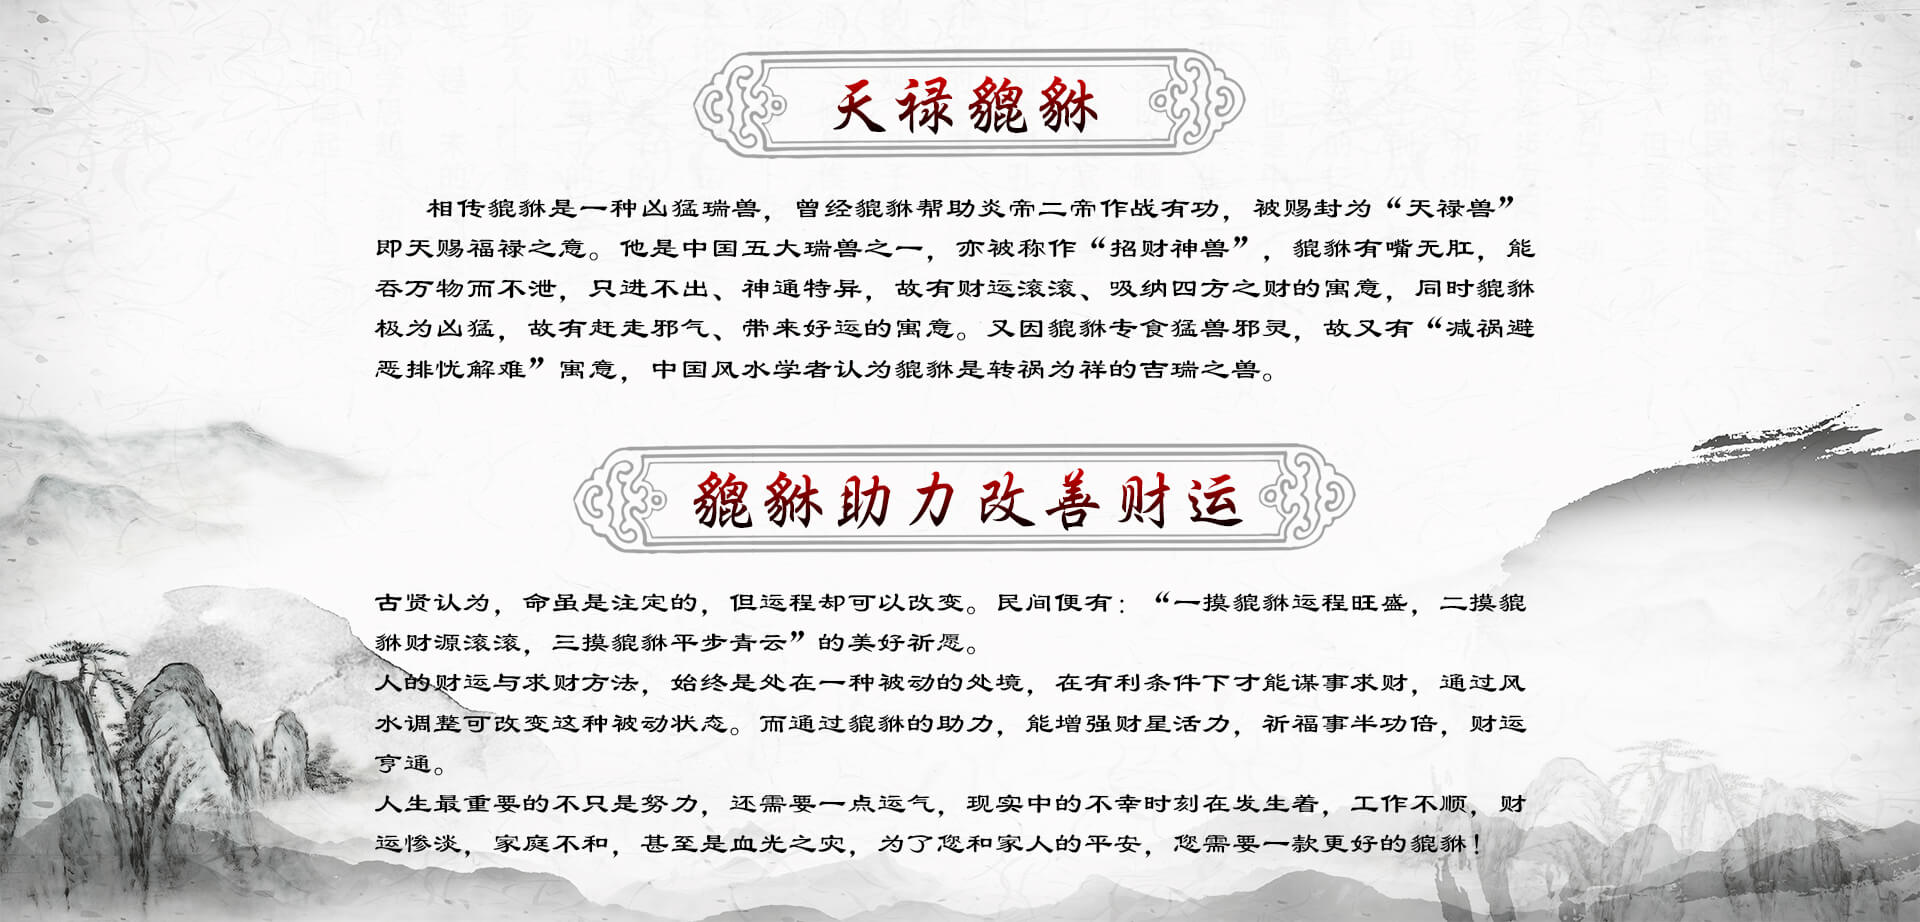 天禄貔貅
相传貔貅是一种凶猛瑞兽，曾经貔貅帮助炎帝二帝作战有功，被赐封为“天禄兽”
即天赐福禄之意。他是中国五大瑞兽之一，亦被称作“招财神兽”，貔貅有嘴无肛，能
吞万物而不泄，只进不出、神通特异，故有财运滚滚、吸纳四方之财的寓意，同时貔貅
极为凶猛，故有赶走邪气、带来好运的寓意。又因貔貅专食猛兽邪灵，故又有“减祸避
恶排忧解难”寓意，中国风水学者认为貔貅是转祸为祥的吉瑞之兽。
貔貅助力改善财运
古贤认为，命虽是注定的，但运程却可以改变。民间便有：“一摸貔貅运程旺盛，二摸貔
貅财源滚滚，三摸貔貅平步青云”的美好祈愿。
人的财运与求财方法，始终是处在一种被动的处境，在有利条件下才能谋事求财，通过风
水调整可改变这种被动状态。而通过貔貅的助力，能增强财星活力，祈福事半功倍，财运
亨通。
人生最重要的不只是努力，还需要一点运气，现实中的不幸时刻在发生着，工作不顺，财
运惨淡，家庭不和，甚至是血光之灾，为了您和家人的平安，您需要一款更好的貔貅！